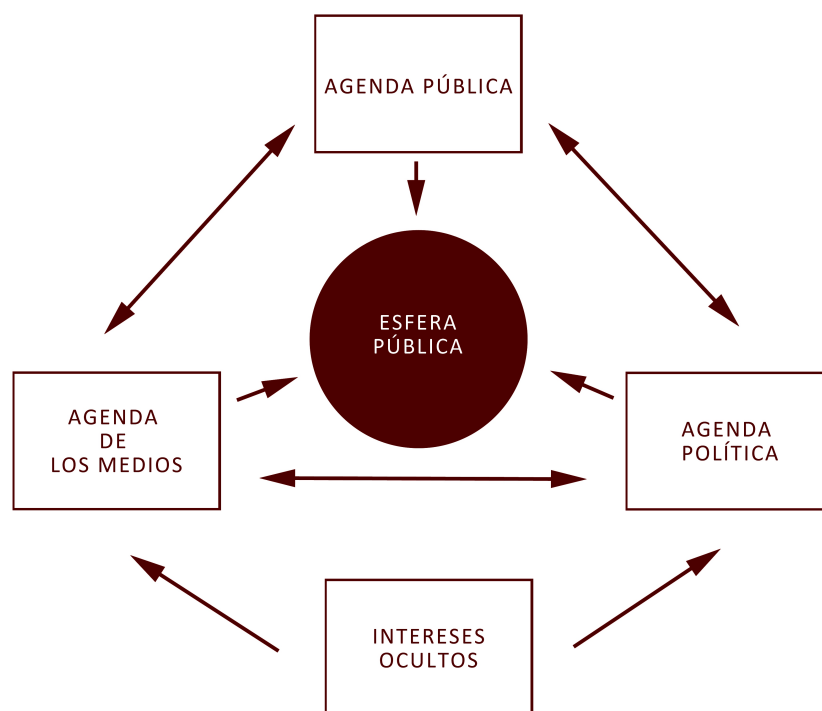 AGENDA PÚBLICA
ESFERA
PÚBLICA
AGENDA
DE
LOS MEDIOS
AGENDA
POLÍTICA
INTERESES
OCULTOS